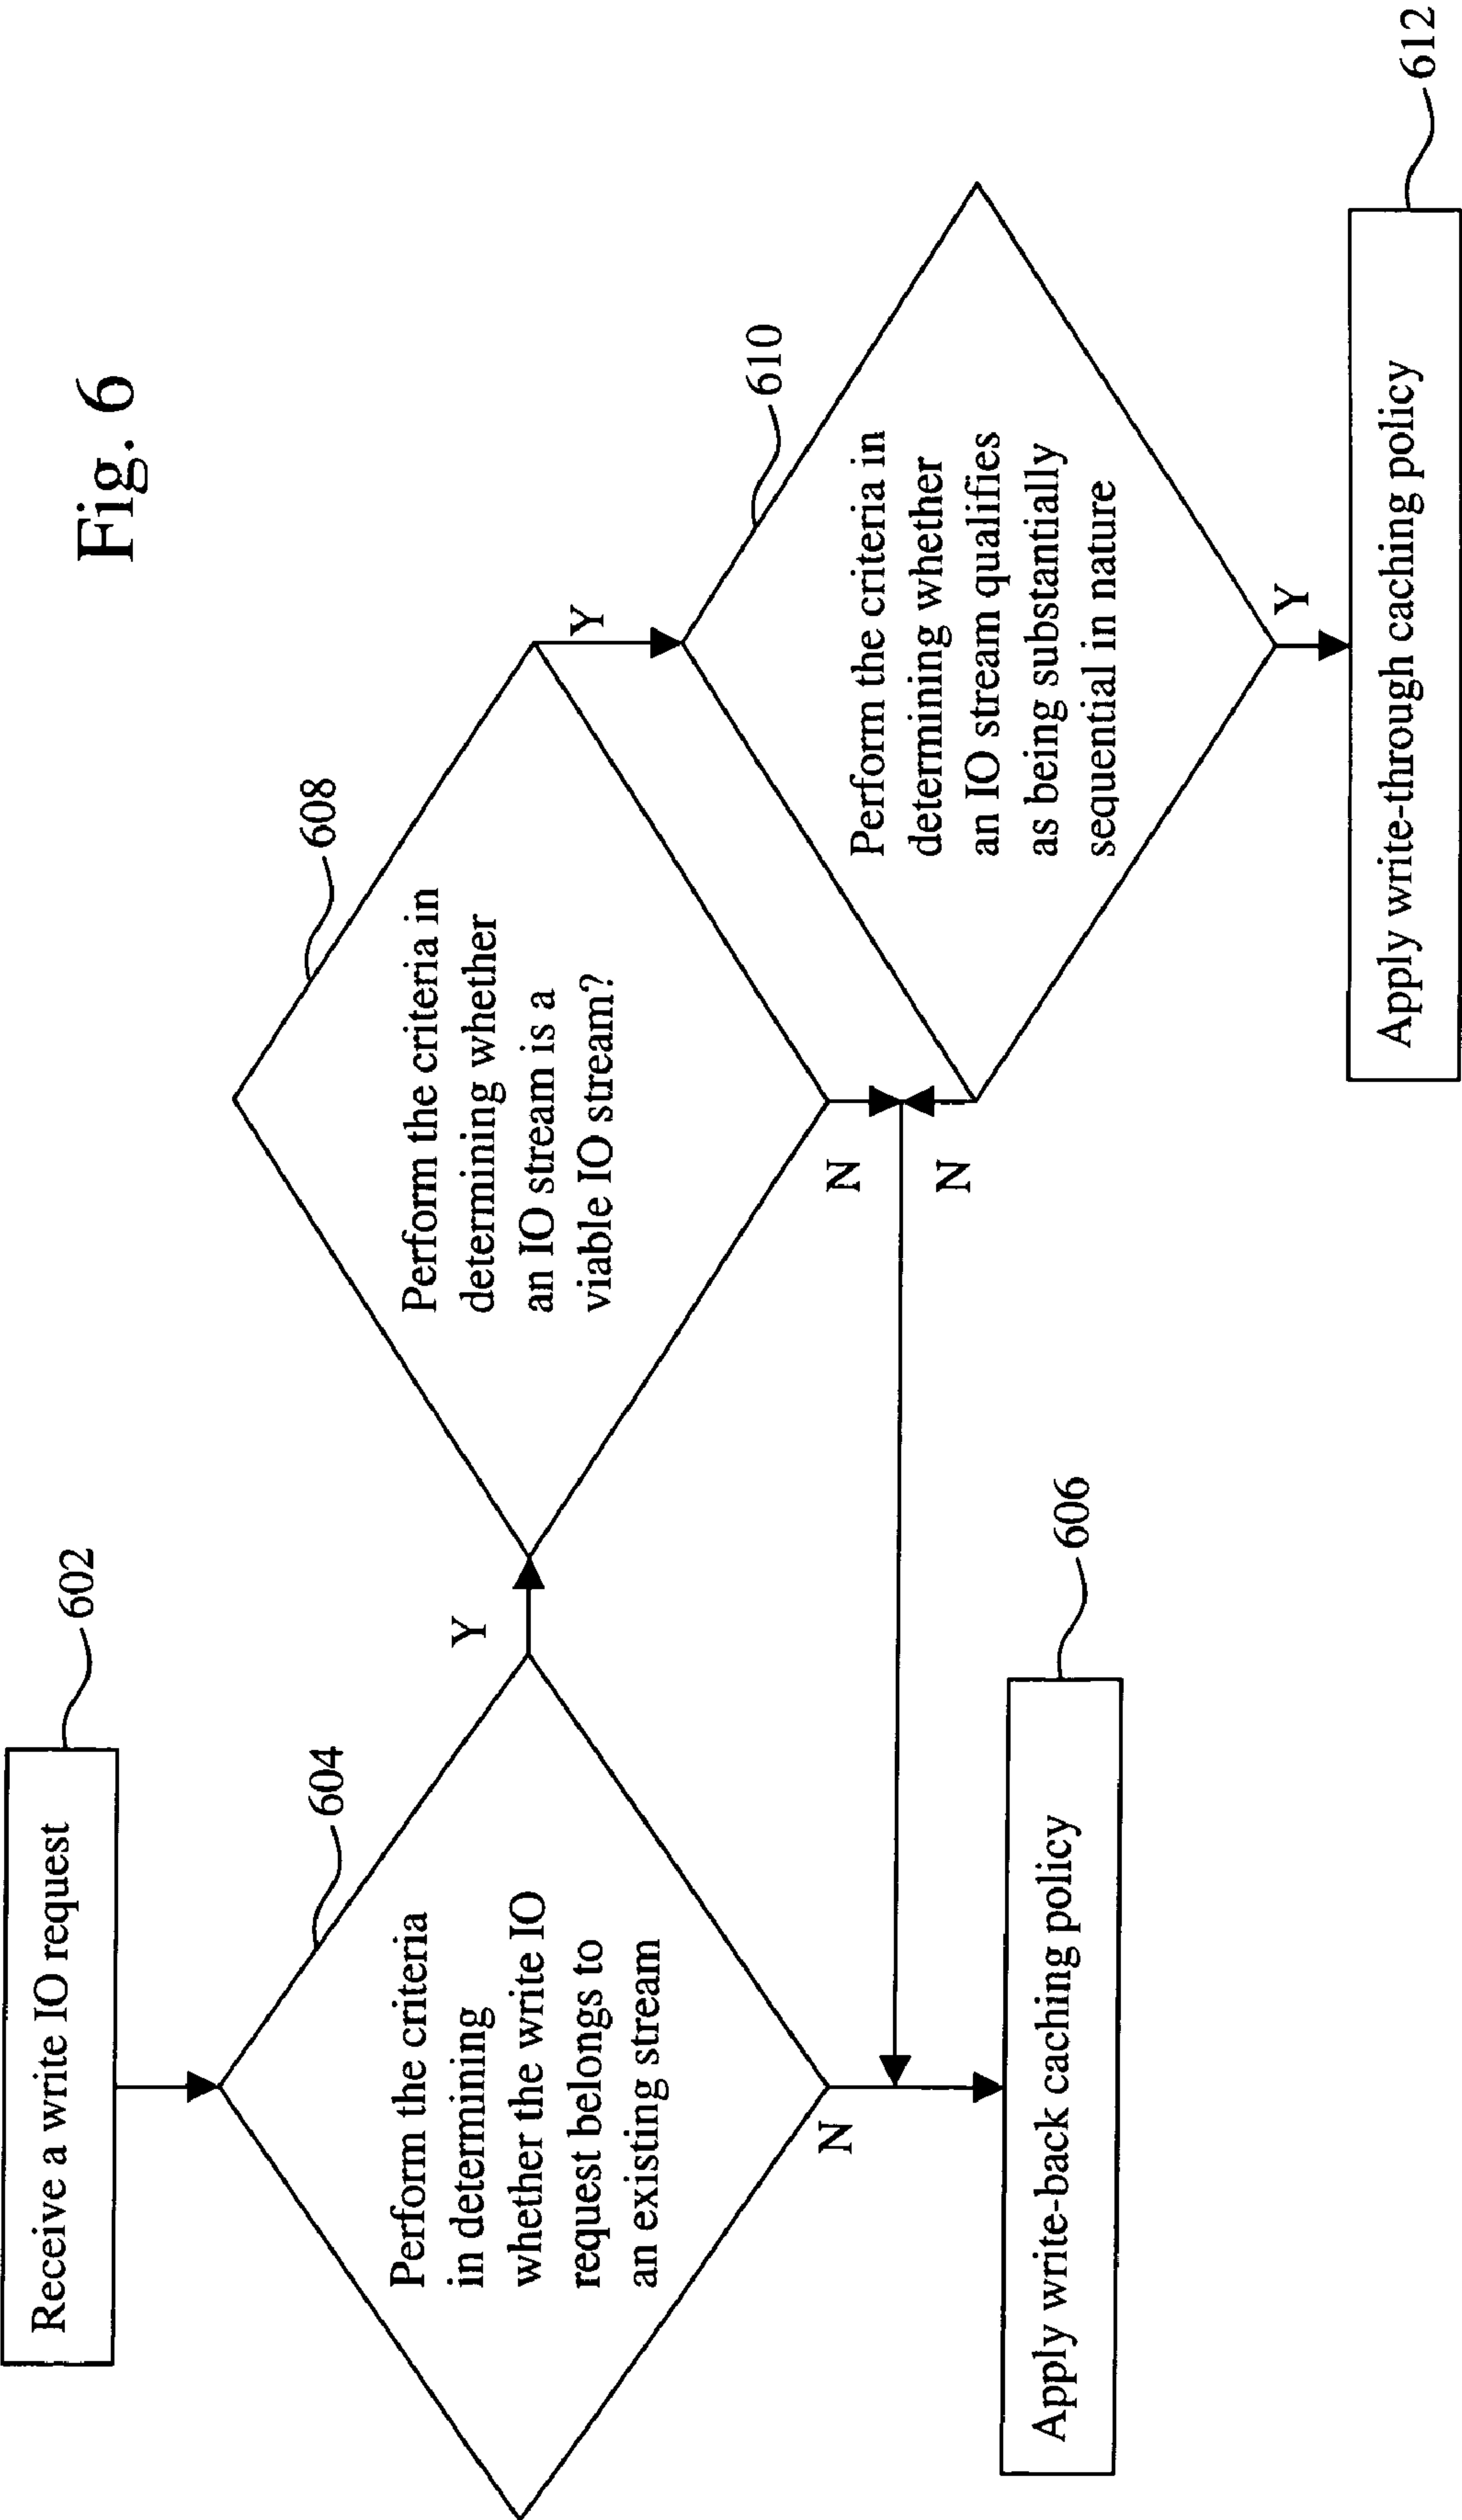 Fig. 6
Receive a write IO request
602
Perform the criteria
in determining
whether the write IO
request belongs to
an existing stream
604
Y
N
Perform the criteria in
determining whether
an IO stream is a
viable IO stream?
608
Y
N
Perform the criteria in
determining whether
an IO stream qualifies
as being substantially
sequential in nature
610
N
Y
Apply write-back caching policy
606
Apply write-through caching policy
612